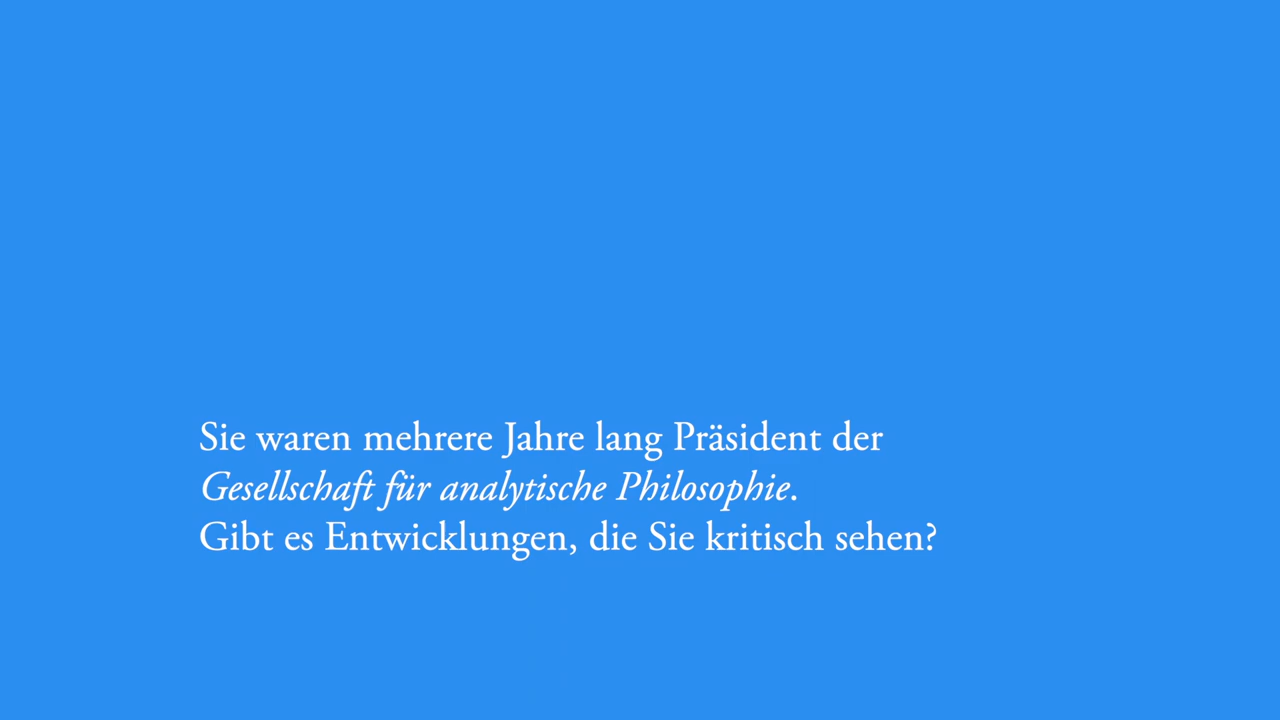 Sie waren mehrere Jahre lang Präsident der
Gesellschaft für analytische Philosophie.
Gibt es Entwicklungen, die Sie kritisch sehen?